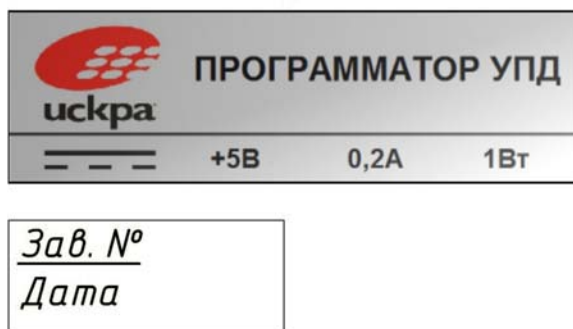 искра
ПРОГРАММАТОР УПД
+5В 0,2А 1Вт
Зав. №
Дата